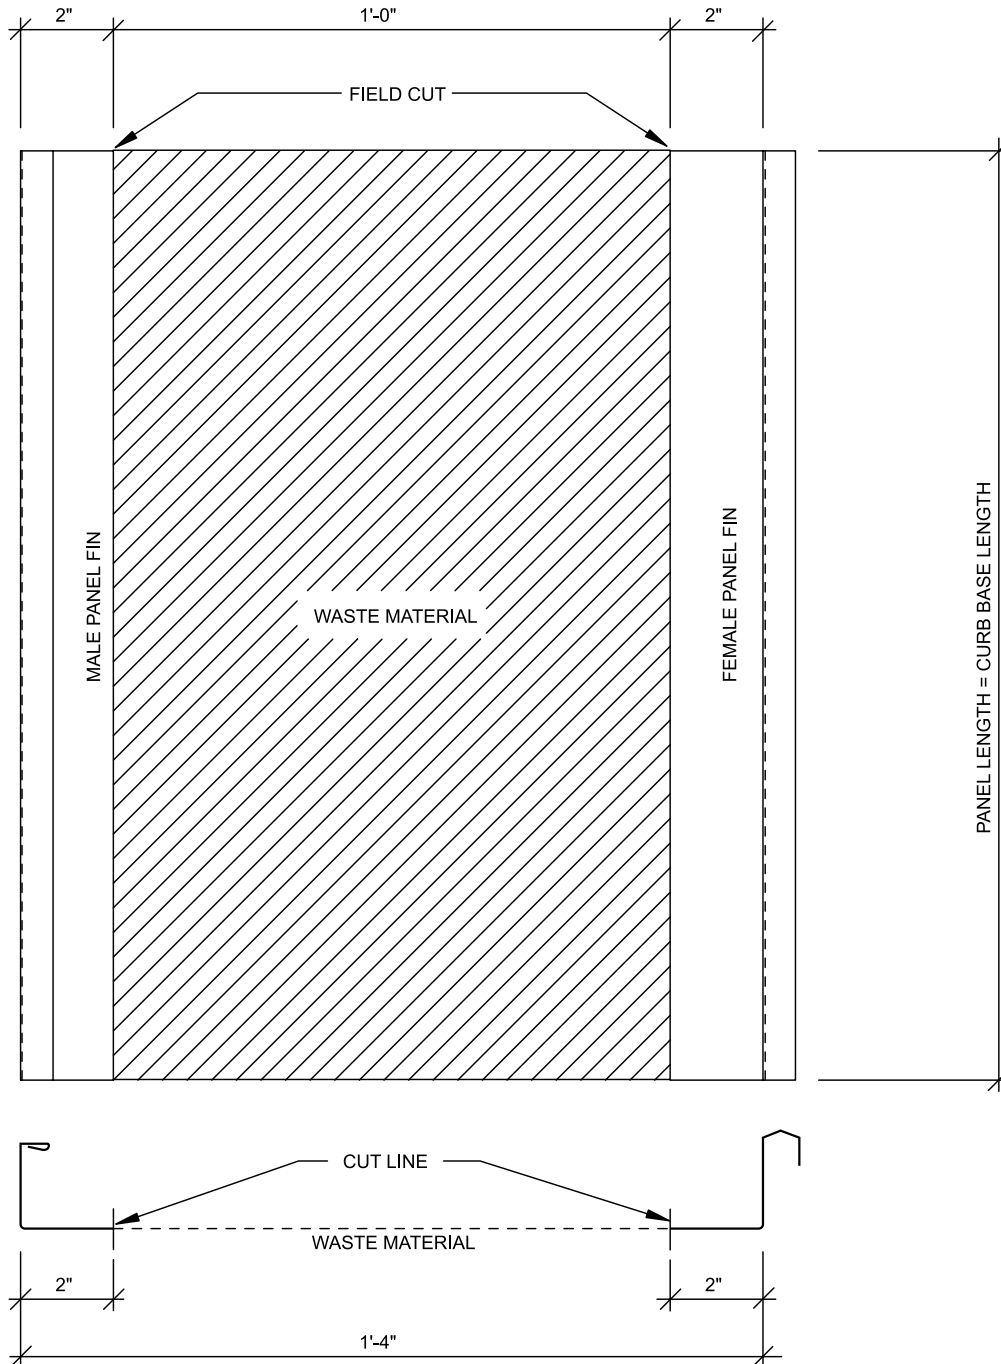 2"
1'-0"
2"
FIELD CUT
MALE PANEL FIN
WASTE MATERIAL
FEMALE PANEL FIN
PANEL LENGTH = CURB BASE LENGTH
CUT LINE
WASTE MATERIAL
2"
2"
1'-4"